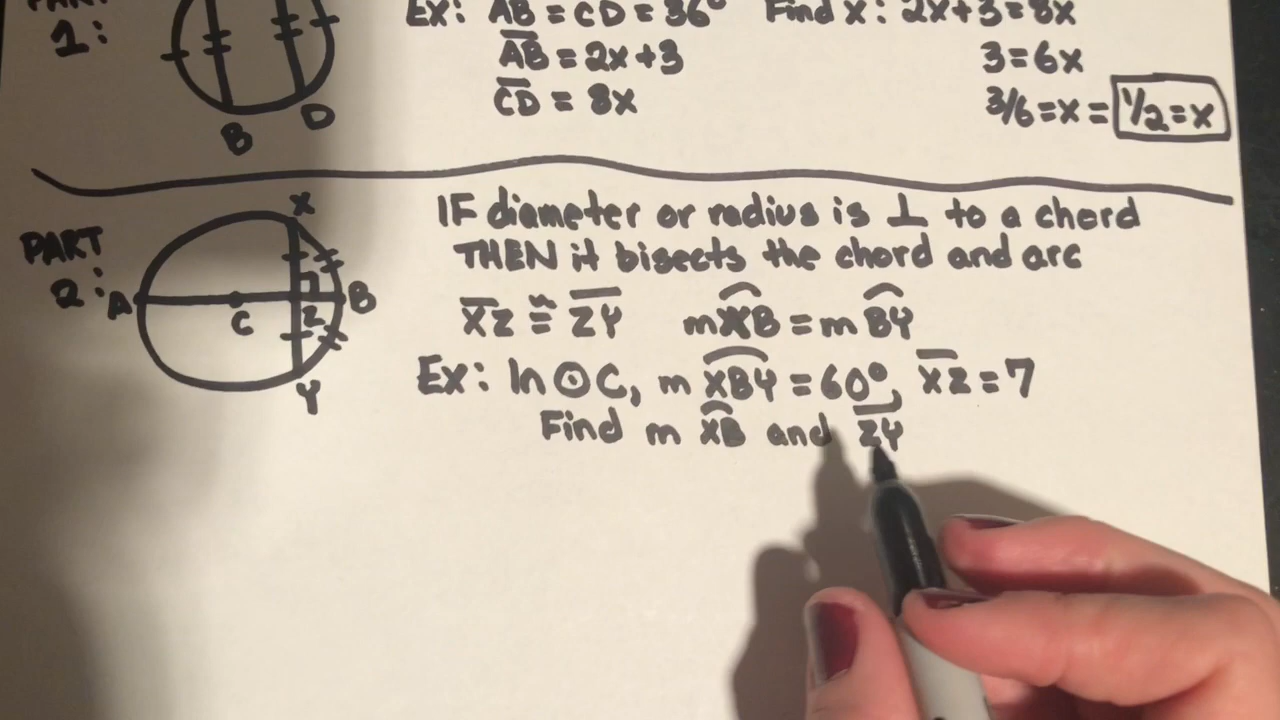 PART
1:
B
D
Ex: AB = CD = 36° Find x: 2x+3=8x
AB = 2x+3
CD = 8x
3=6x
3/6=x= 1/2=x
PART
2:
X
A
C
Z
B
Y
IF diameter or radius is ⊥ to a chord
THEN it bisects the chord and arc
XZ ≅ ZY mXB = m BY
Ex: In ⊙C, m XBY = 60°, XZ = 7
Find m XB and ZY